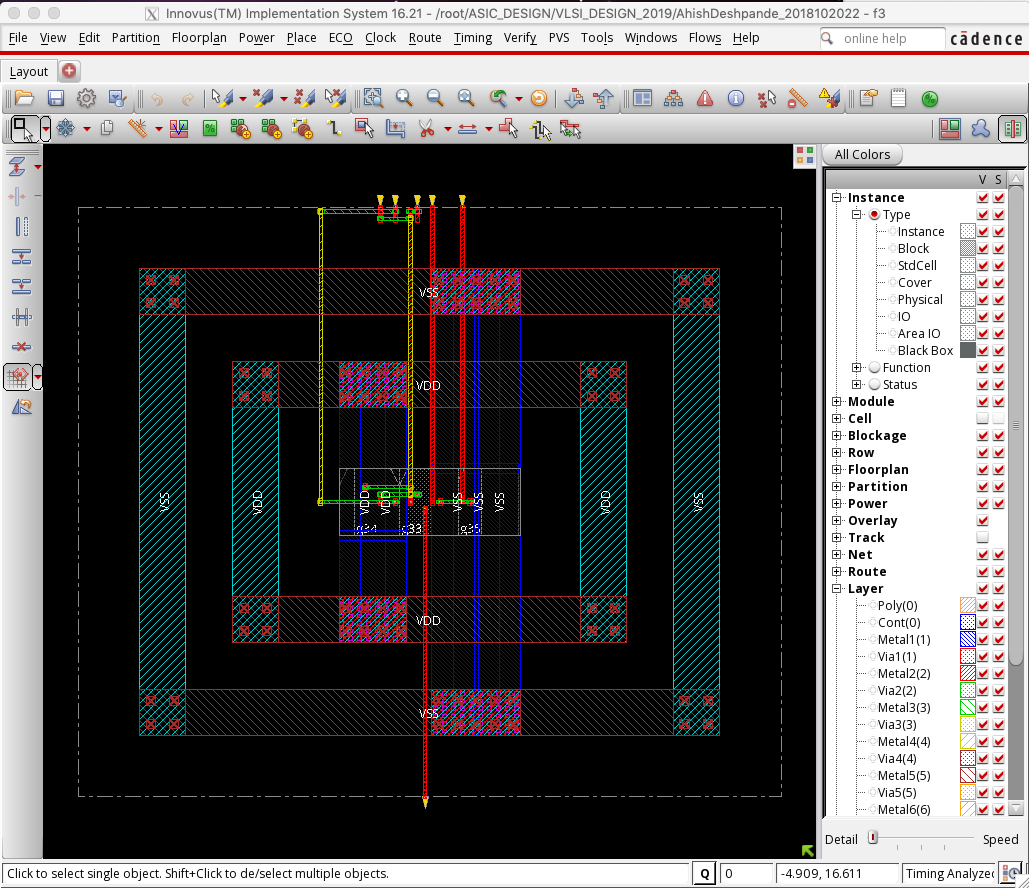 Innovus(TM) Implementation System 16.21 - /root/ASIC_DESIGN/VLSI_DESIGN_2019/AhishDeshpande_2018102022 - f3
File View Edit Partition Floorplan Power Place ECO Clock Route Timing Verify PVS Tools Windows Flows Help
online help
cādence
Layout
All Colors
V S
Instance
Type
Instance
Block
StdCell
Cover
Physical
IO
Area IO
Black Box
Function
Status
Module
Cell
Blockage
Row
Floorplan
Partition
Power
Overlay
Track
Net
Route
Layer
Poly(0)
Cont(0)
Metal1(1)
Via1(1)
Metal2(2)
Via2(2)
Metal3(3)
Via3(3)
Metal4(4)
Via4(4)
Metal5(5)
Via5(5)
Metal6(6)
Detail Speed
VSS
VDD
VSS
VDD
VDD
VDD
VSS
VSS
VSS
VDD
VSS
VDD
VSS
Click to select single object. Shift+Click to de/select multiple objects.
Q
0
-4.909, 16.611
Timing Analyzed